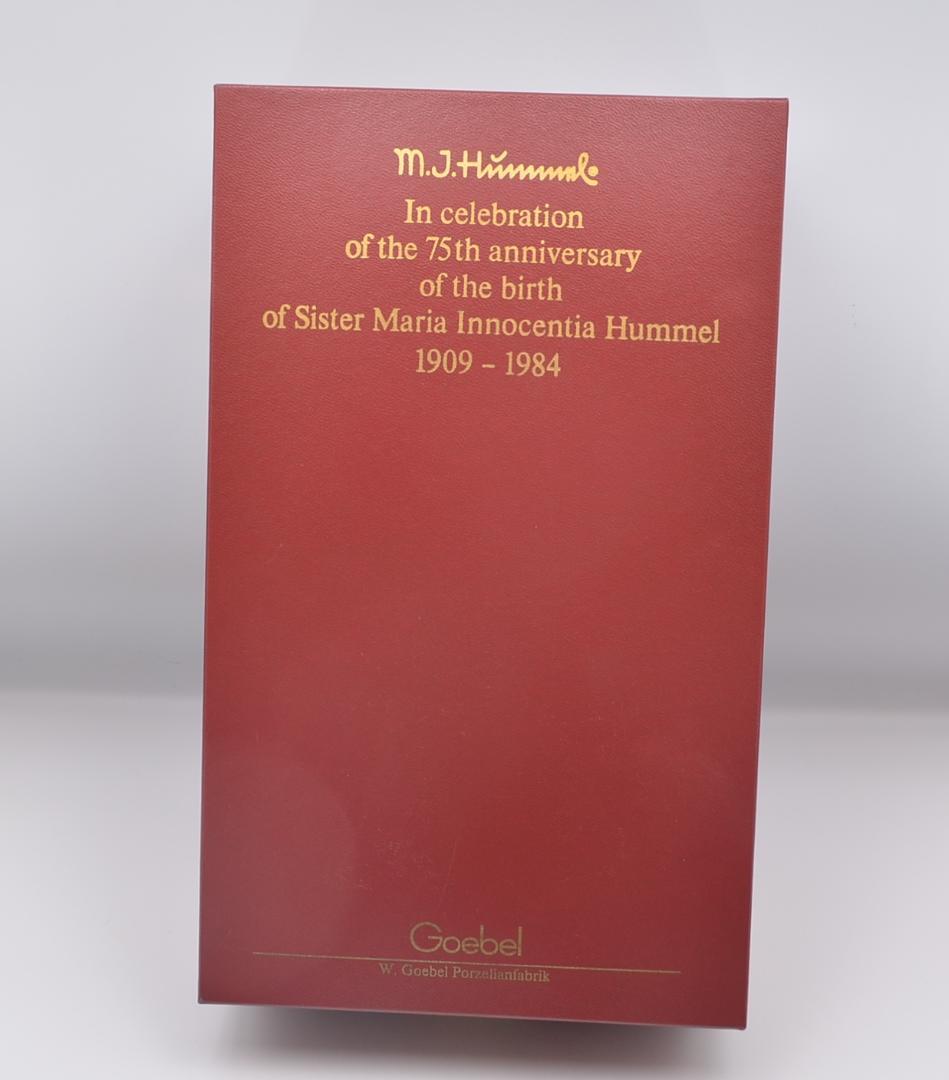 M.J.Hümmel
In celebration
of the 75th anniversary
of the birth
of Sister Maria Innocentia Hummel
1909 – 1984
Goebel
W. Goebel Porzellanfabrik